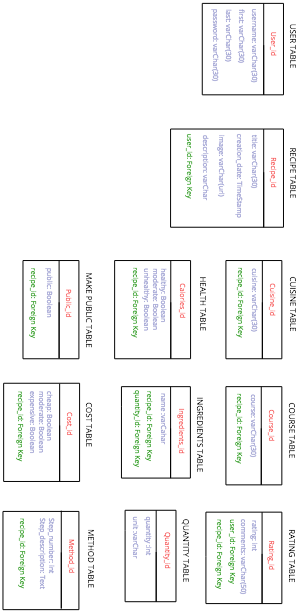 USER TABLE
User_id
username: varChar(30)
first: varChar(30)
last: varChar(30)
password: varChar(30)
RECIPE TABLE
Recipe_id
title: varChar(30)
creation_date: TimeStamp
Image: varChar(url)
description: varChar
user_id: Foreign Key
CUISINE TABLE
Cuisine_id
cuisine: varChar(30)
recipe_id: Foreign Key
COURSE TABLE
Course_id
course: varChar(30)
recipe_id: Foreign Key
RATING TABLE
Rating_id
rating: int
comments: varChar(50)
user_id: Foreign Key
recipe_id: Foreign Key
HEALTH TABLE
Calories_id
healthy: Boolean
moderate: Boolean
unhealthy: Boolean
recipe_id: Foreign Key
INGREDIENTS TABLE
Ingredients_id
name: varCahar
recipe_id: Foreign Key
quantity_id: Foreign Key
QUANTITY TABLE
Quantity_id
quantity: int
unit: varChar
MAKE PUBLIC TABLE
Public_id
public: Boolean
recipe_id: Foreign Key
COST TABLE
Cost_id
cheap: Boolean
moderate: Boolean
expensive: Boolean
recipe_id: Foreign Key
METHOD TABLE
Method_id
Step_number: int
Step_description: Text
recipe_id: Foreign Key